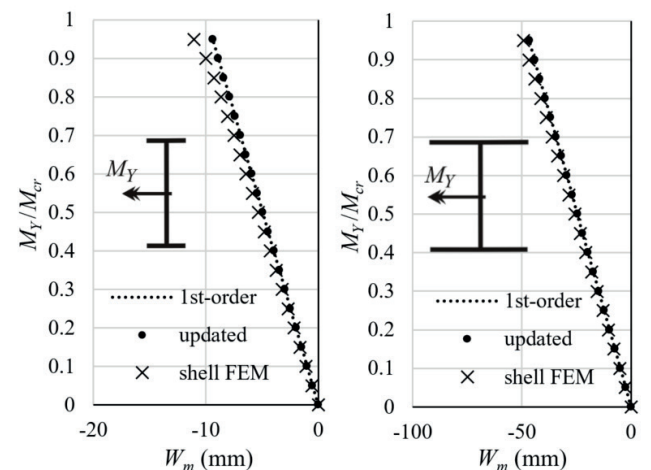 1
0.9
0.8
0.7
0.6
0.5
0.4
0.3
0.2
0.1
0
M_Y/M_cr
M_Y
1st-order
updated
shell FEM
-20 -10 0
W_m (mm)
1
0.9
0.8
0.7
0.6
0.5
0.4
0.3
0.2
0.1
0
M_Y/M_cr
M_Y
1st-order
updated
shell FEM
-100 -50 0
W_m (mm)